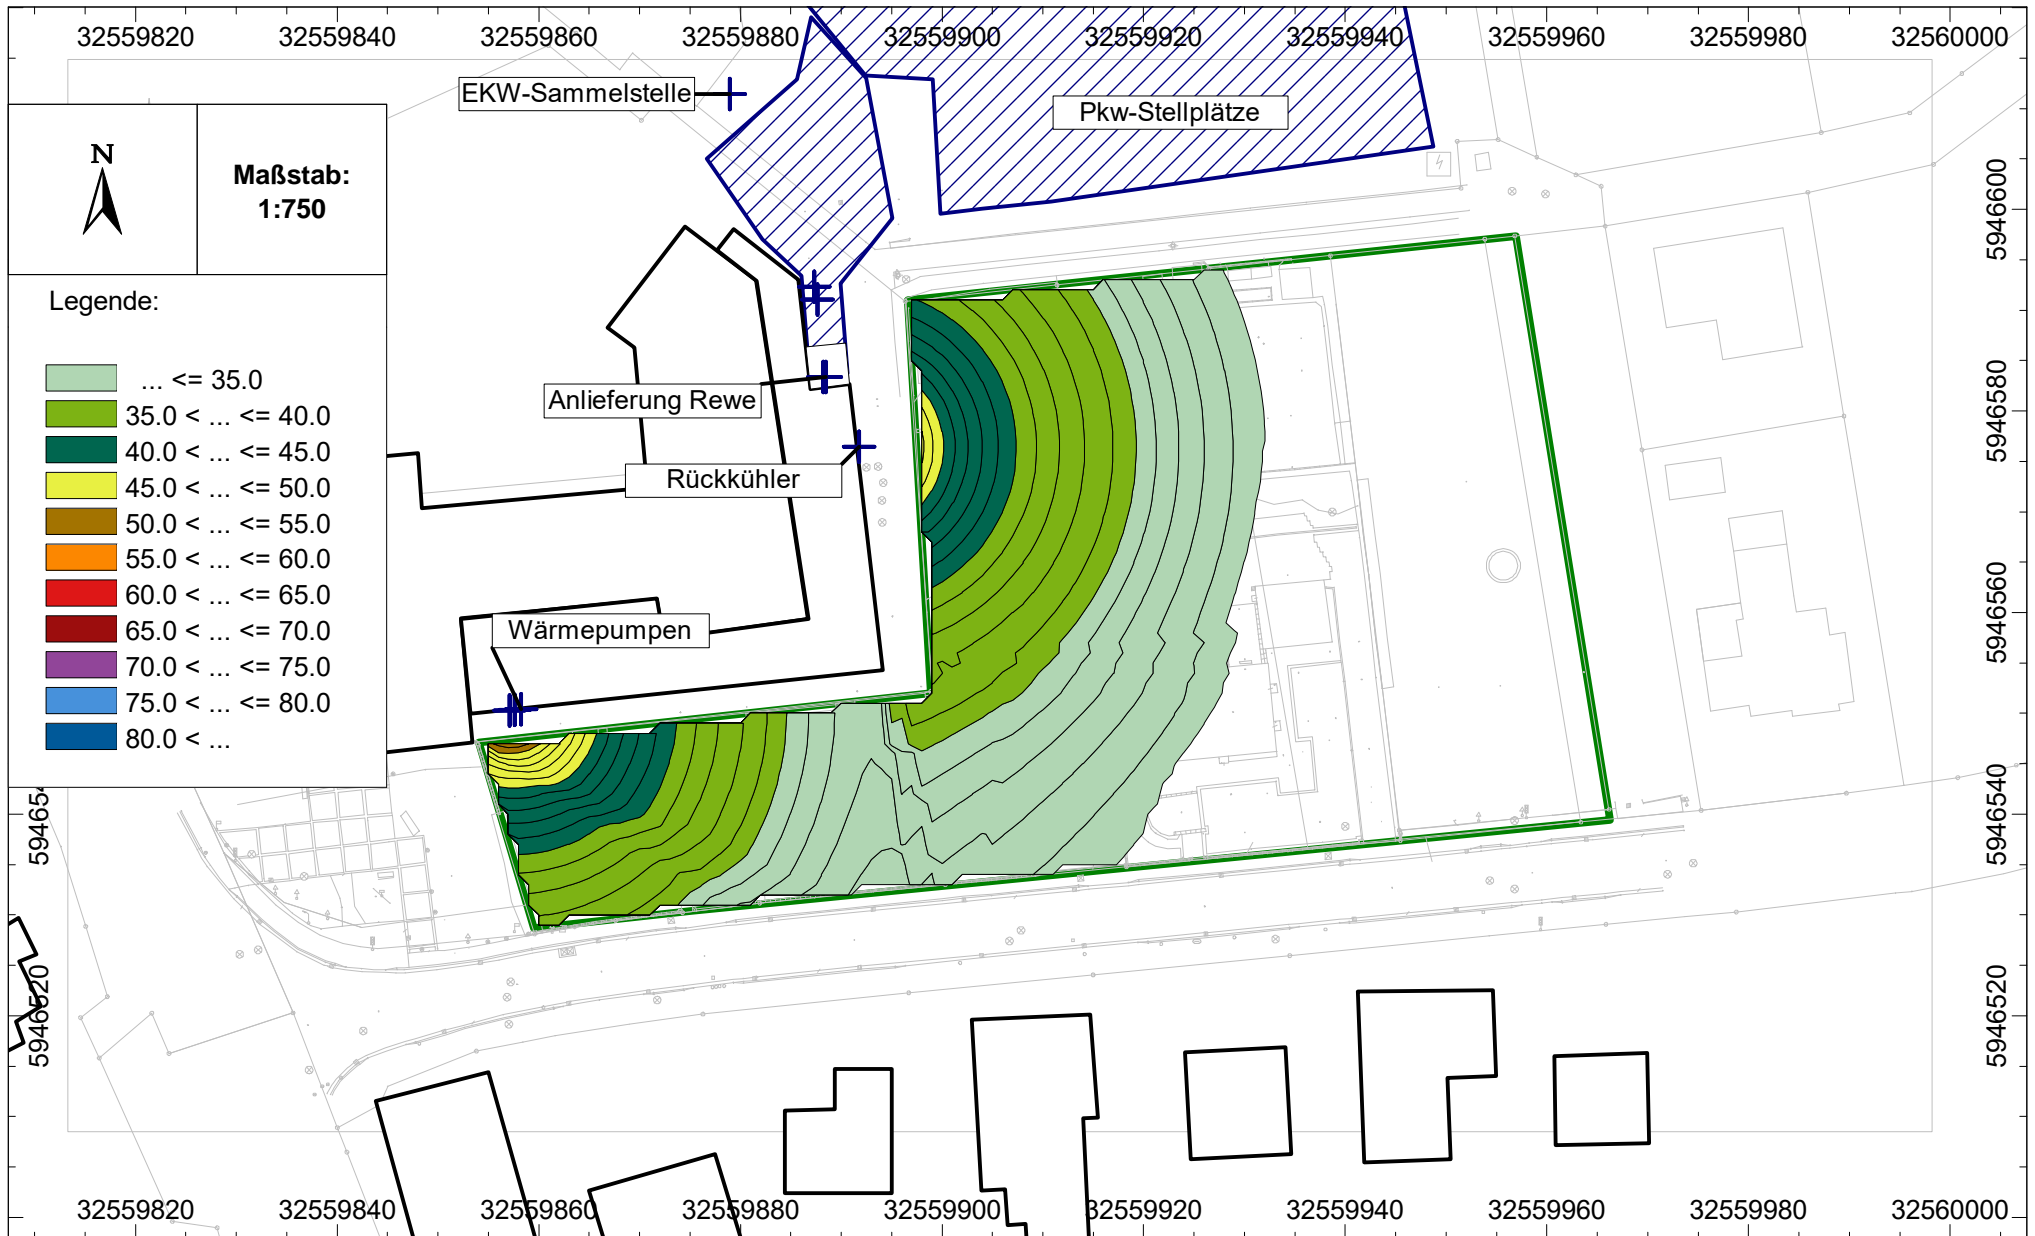 32559820 32559840 32559860 32559880 32559900 32559920 32559940 32559960 32559980 32560000
EKW-Sammelstelle
Pkw-Stellplätze
N
Maßstab:
1:750
5946600
Legende:
... <= 35.0
35.0 < ... <= 40.0
40.0 < ... <= 45.0
45.0 < ... <= 50.0
50.0 < ... <= 55.0
55.0 < ... <= 60.0
60.0 < ... <= 65.0
65.0 < ... <= 70.0
70.0 < ... <= 75.0
75.0 < ... <= 80.0
80.0 < ...
Anlieferung Rewe
Rückkühler
Wärmepumpen
5946580
5946560
594654
5946540
5946520
5946520
32559820 32559840 32559860 32559880 32559900 32559920 32559940 32559960 32559980 32560000